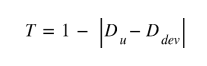 T = 1 − |D_u − D_dev|